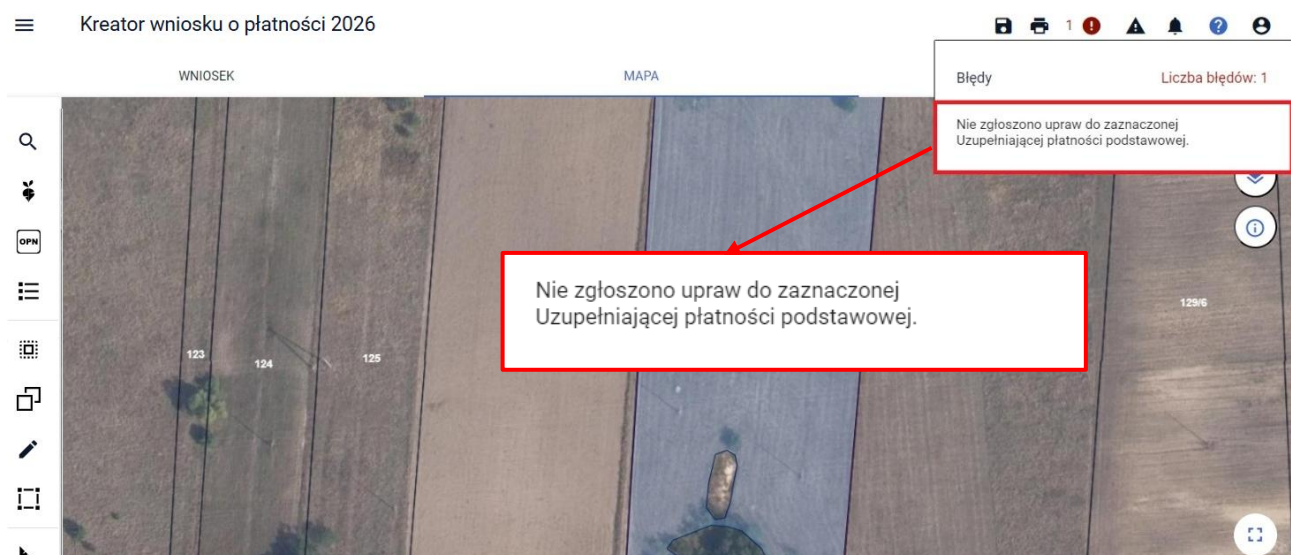 Kreator wniosku o płatności 2026
1
WNIOSEK
MAPA
Błędy
Liczba błędów: 1
Nie zgłoszono upraw do zaznaczonej
Uzupełniającej płatności podstawowej.
OPN
Nie zgłoszono upraw do zaznaczonej
Uzupełniającej płatności podstawowej.
123
124
125
129/6